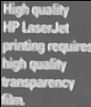 High quality
HP LaserJet
printing requires
high quality
transparency
film.